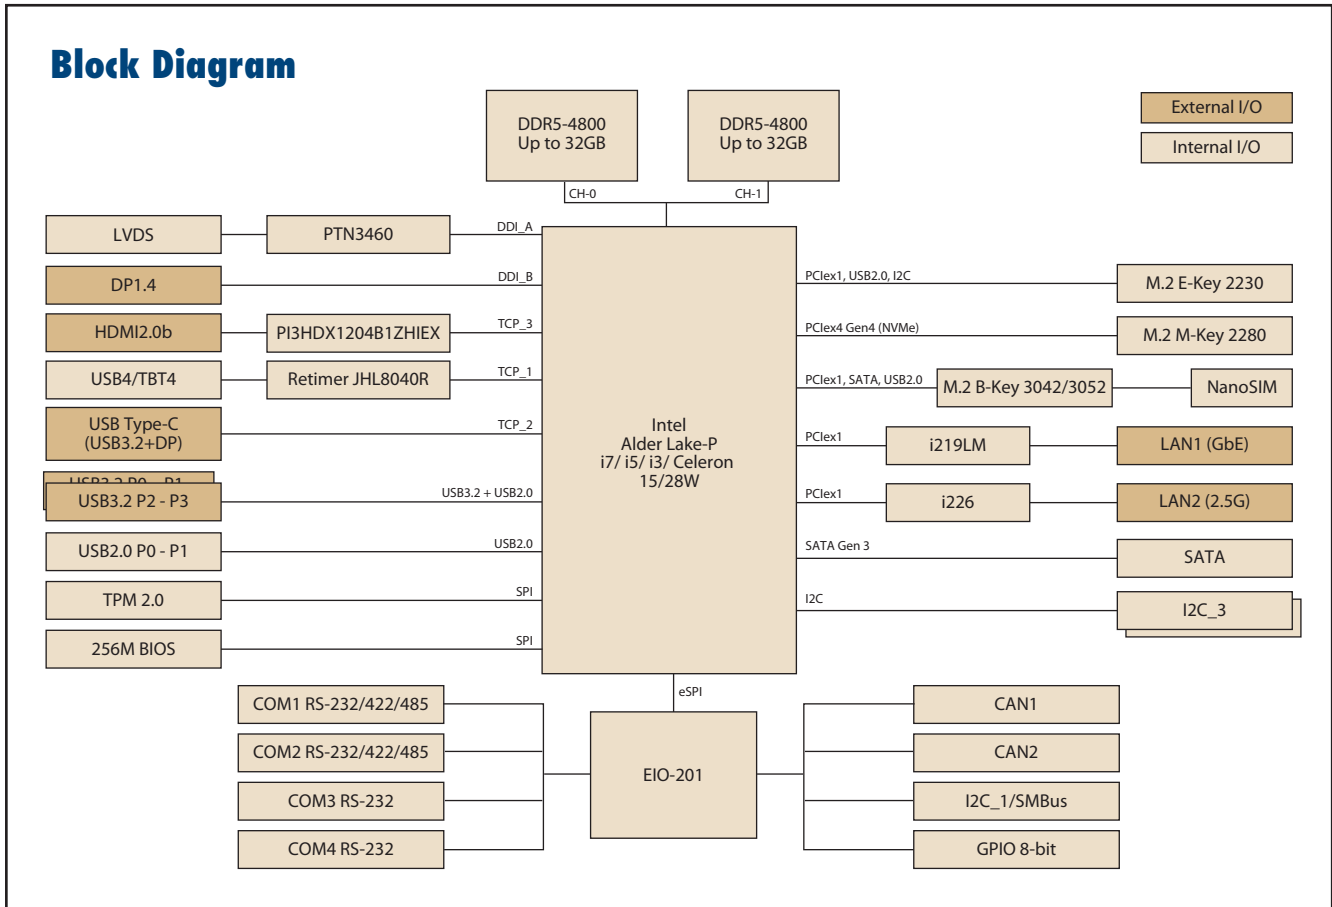 Block Diagram
DDR5-4800
Up to 32GB
DDR5-4800
Up to 32GB
External I/O
Internal I/O
CH-0
CH-1
LVDS
PTN3460
DDI_A
DP1.4
DDI_B
HDMI2.0b
PI3HDX1204B1ZHIEX
TCP_3
USB4/TBT4
Retimer JHL8040R
TCP_1
USB Type-C
(USB3.2+DP)
TCP_2
USB3.2 P0 - P1
USB3.2 P2 - P3
USB3.2 + USB2.0
USB2.0 P0 - P1
USB2.0
TPM 2.0
SPI
256M BIOS
SPI
Intel
Alder Lake-P
i7/ i5/ i3/ Celeron
15/28W
PCIex1, USB2.0, I2C
M.2 E-Key 2230
PCIex4 Gen4 (NVMe)
M.2 M-Key 2280
PCIex1, SATA, USB2.0
M.2 B-Key 3042/3052
NanoSIM
PCIex1
i219LM
LAN1 (GbE)
PCIex1
i226
LAN2 (2.5G)
SATA Gen 3
SATA
I2C
I2C_3
eSPI
COM1 RS-232/422/485
COM2 RS-232/422/485
COM3 RS-232
COM4 RS-232
EIO-201
CAN1
CAN2
I2C_1/SMBus
GPIO 8-bit